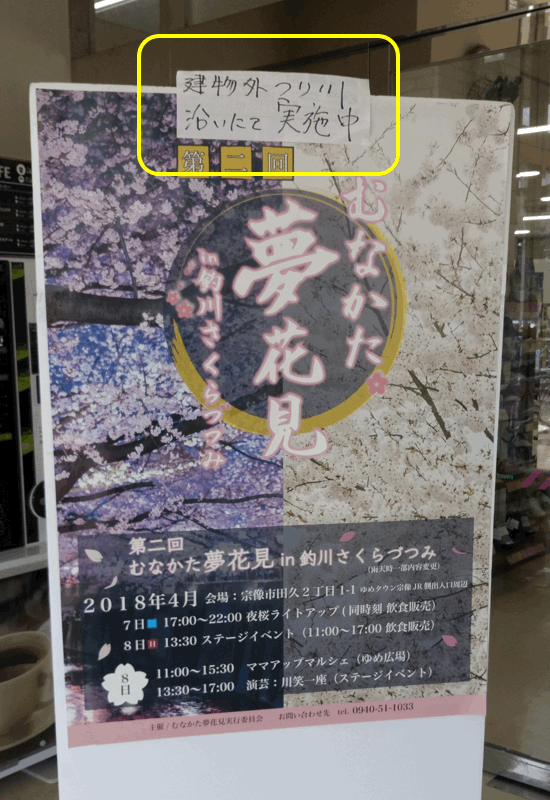 建物外つり川
沿いにて実施中
第二回
むなかた
夢花見
in釣川さくらづつみ
第二回
むなかた夢花見in釣川さくらづつみ
(雨天時一部内容変更)
2018年4月 会場：宗像市田久2丁目1-1 ゆめタウン宗像JR側出入口周辺
7日土 17:00〜22:00 夜桜ライトアップ(同時刻 飲食販売)
8日日 13:30 ステージイベント（11:00〜17:00 飲食販売）
8日
11:00〜15:30 ママアップマルシェ（ゆめ広場）
13:30〜17:00 演芸：川笑一座（ステージイベント）
主催/むなかた夢花見実行委員会 お問い合わせ先 tel. 0940-51-1033